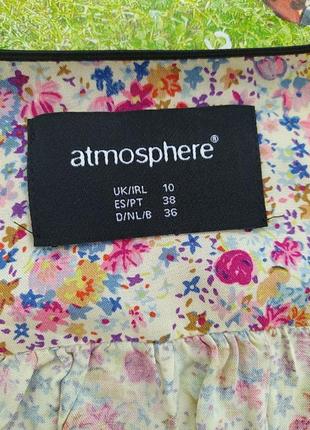 atmosphere®
UK/IRL 10
ES/PT 38
D/NL/B 36